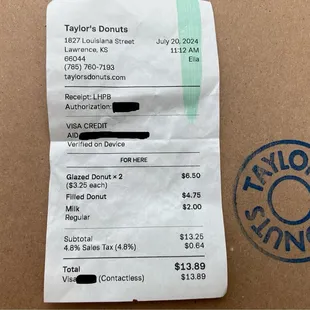 Taylor's Donuts
1827 Louisiana Street July 20, 2024
Lawrence, KS 11:12 AM
66044 Ella
(785) 760-7193
taylorsdonuts.com
Receipt: LHPB
Authorization:
VISA CREDIT
AID
Verified on Device
FOR HERE
Glazed Donut × 2 $6.50
($3.25 each)
Filled Donut $4.75
Milk $2.00
Regular
Subtotal $13.25
4.8% Sales Tax (4.8%) $0.64
Total $13.89
Visa (Contactless) $13.89
TAYLO
NUTS